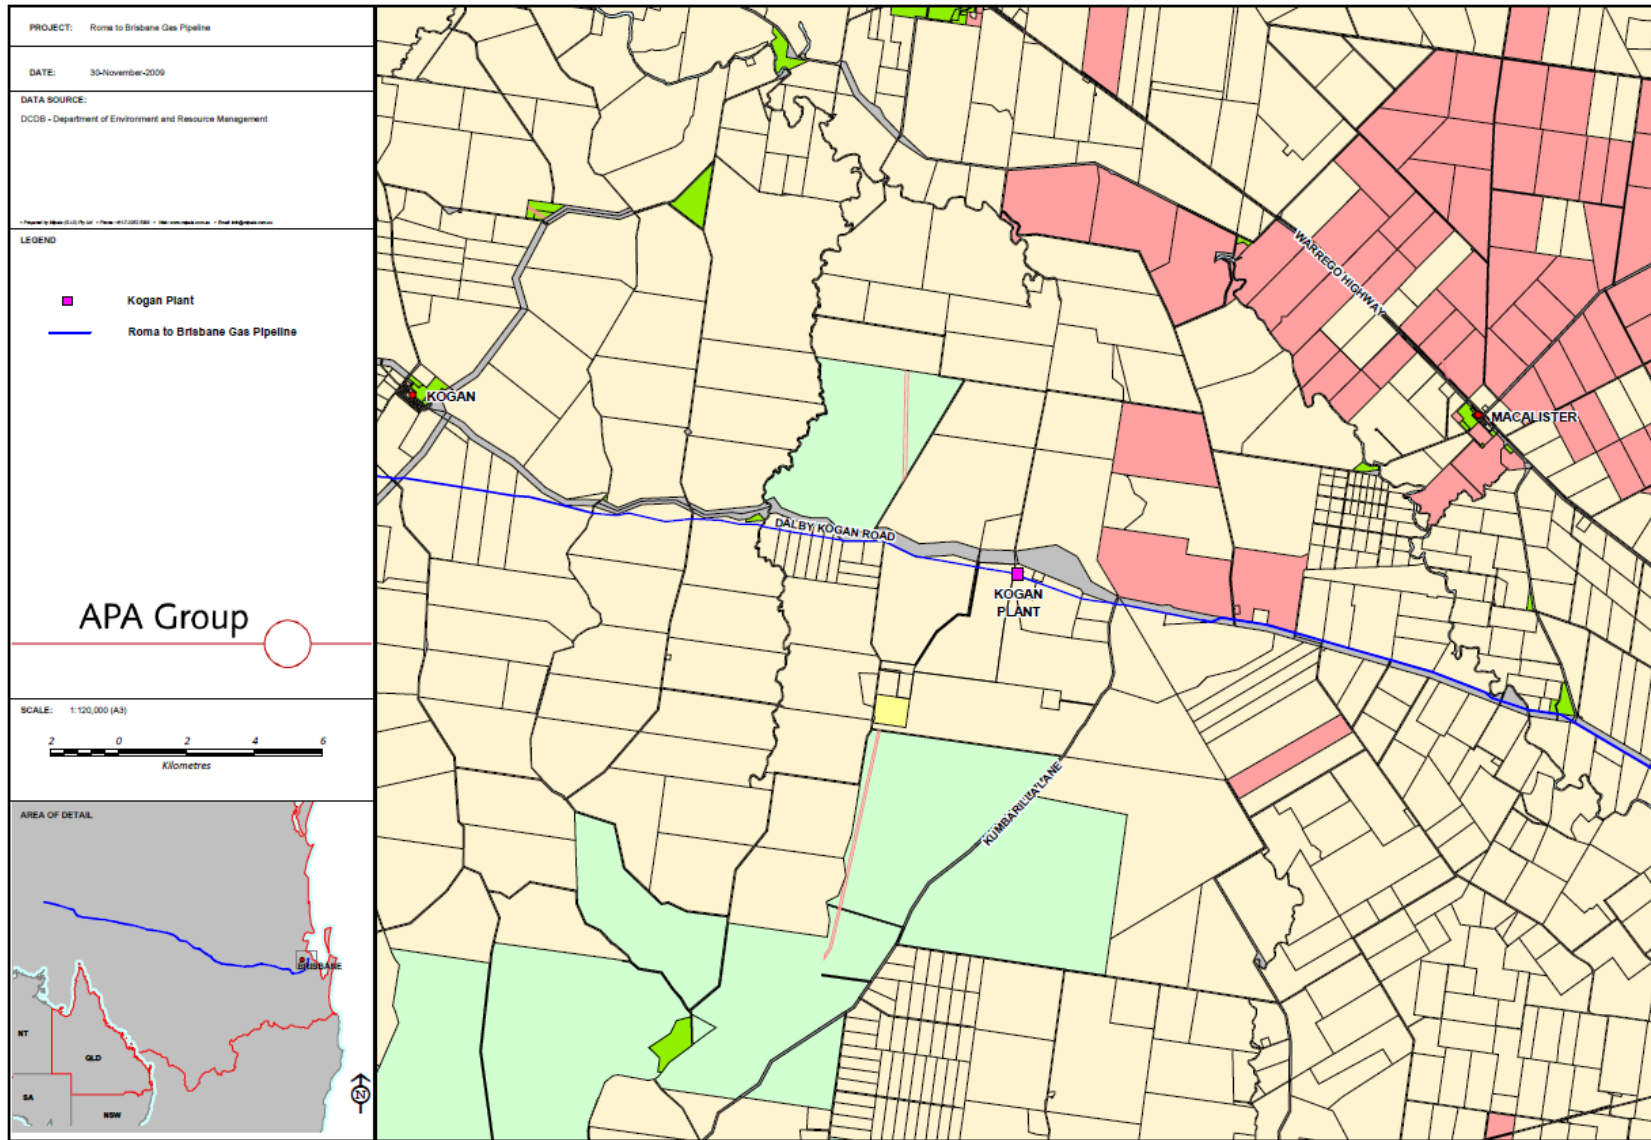 PROJECT: Roma to Brisbane Gas Pipeline
DATE: 30-November-2009
DATA SOURCE:
DCDB - Department of Environment and Resource Management
LEGEND
Kogan Plant
Roma to Brisbane Gas Pipeline
APA Group
SCALE: 1:120,000 (A3)
2 0 2 4 6
Kilometres
AREA OF DETAIL
BRISBANE
NT
QLD
SA
NSW
N
WARREGO HIGHWAY
KOGAN
MACALISTER
DALBY KOGAN ROAD
KOGAN
PLANT
KUMBARILLA LANE